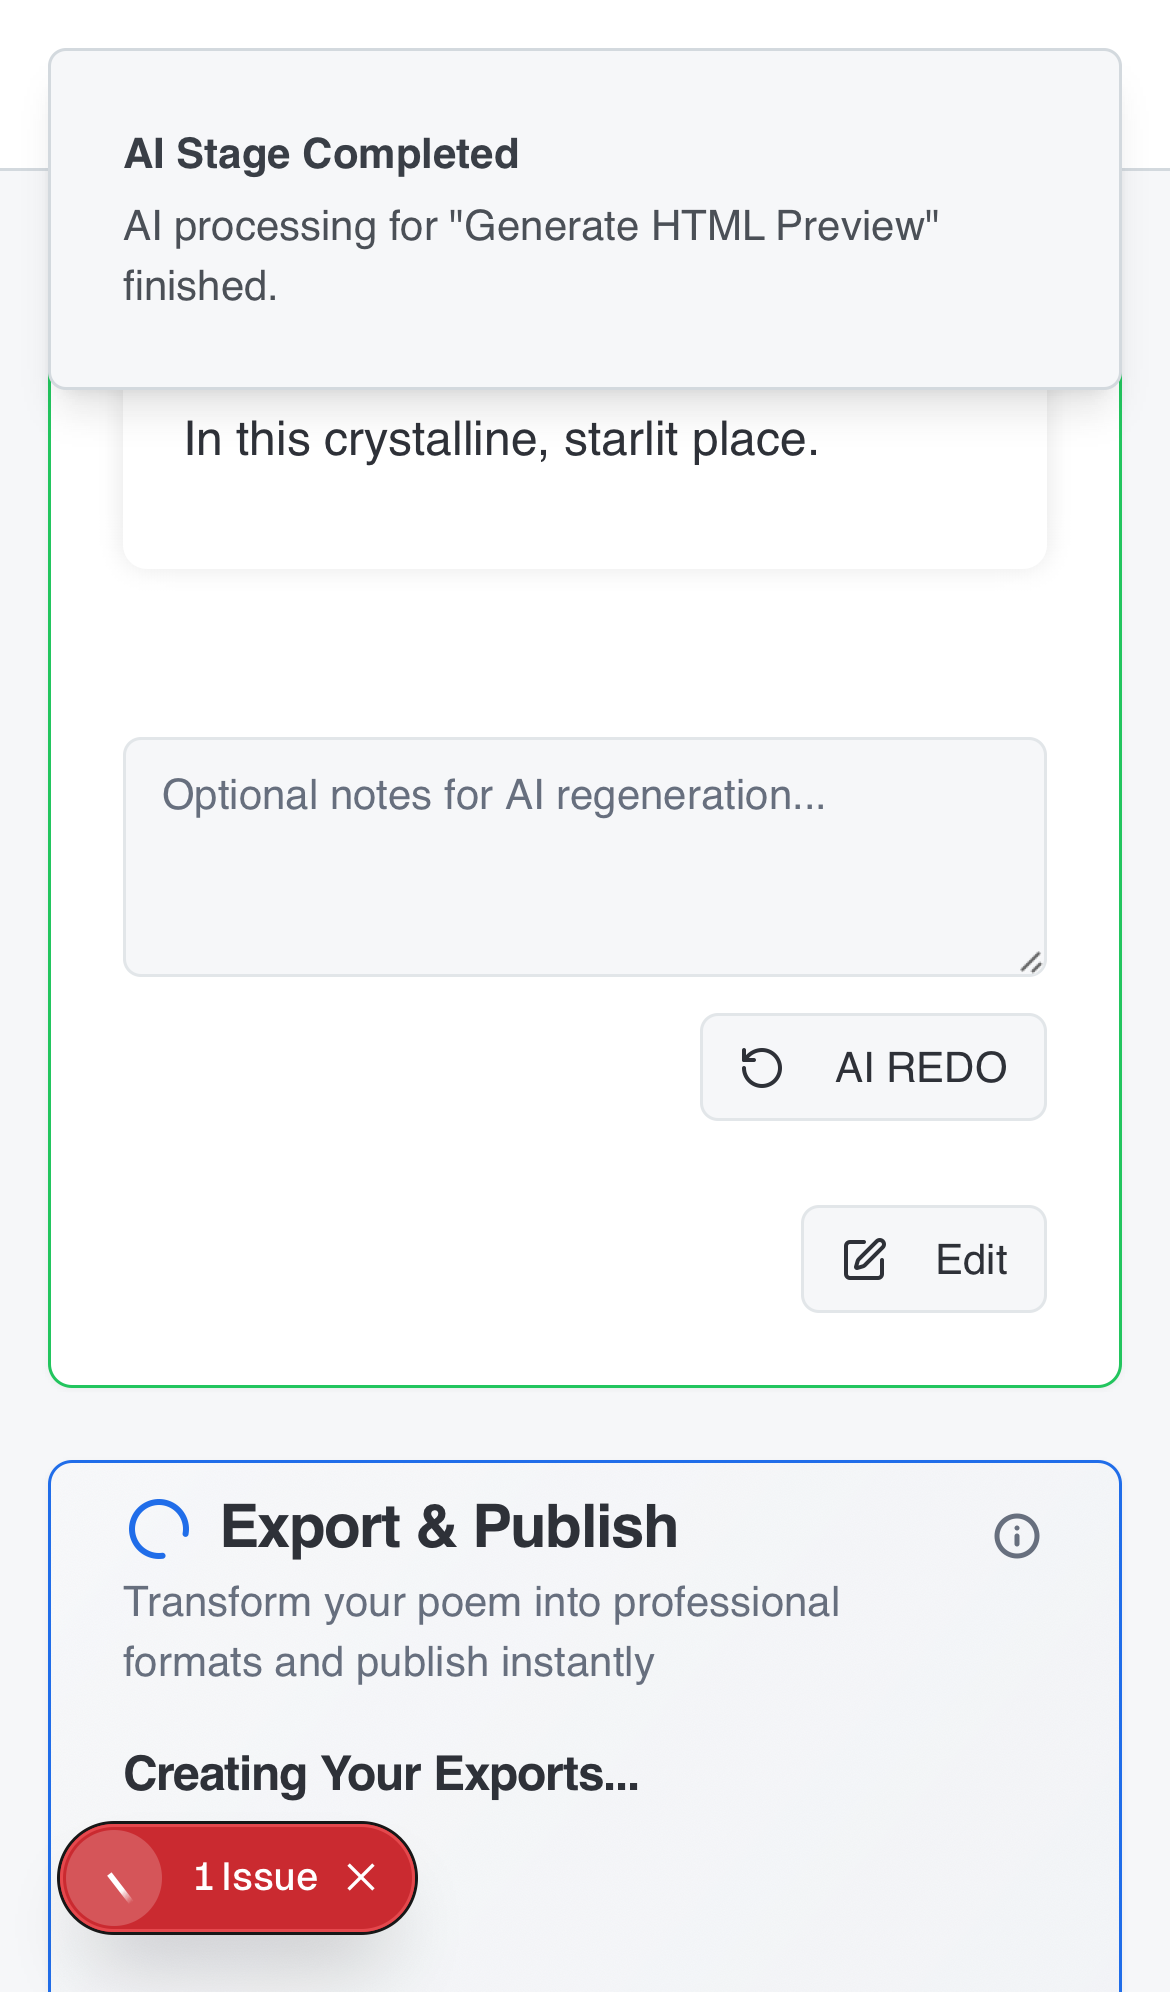 AI Stage Completed
AI processing for "Generate HTML Preview"
finished.
In this crystalline, starlit place.
Optional notes for AI regeneration...
AI REDO
Edit
Export & Publish
Transform your poem into professional
formats and publish instantly
Creating Your Exports...
1 Issue